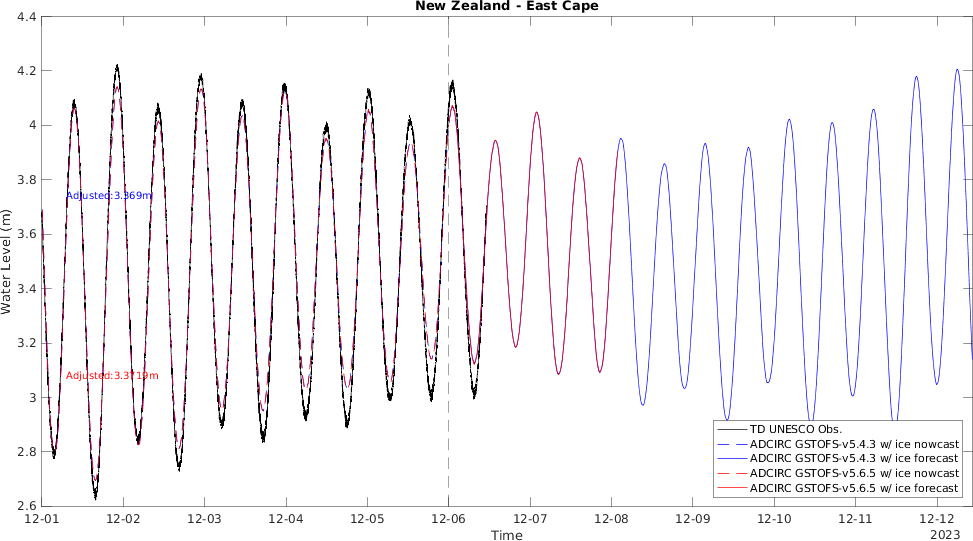 New Zealand - East Cape
4.4
4.2
4
3.8
3.6
3.4
3.2
3
2.8
2.6
Water Level (m)
Adjusted:3.369m
Adjusted:3.3719m
TD UNESCO Obs.
ADCIRC GSTOFS-v5.4.3 w/ ice nowcast
ADCIRC GSTOFS-v5.4.3 w/ ice forecast
ADCIRC GSTOFS-v5.6.5 w/ ice nowcast
ADCIRC GSTOFS-v5.6.5 w/ ice forecast
12-01 12-02 12-03 12-04 12-05 12-06 12-07 12-08 12-09 12-10 12-11 12-12
Time
2023